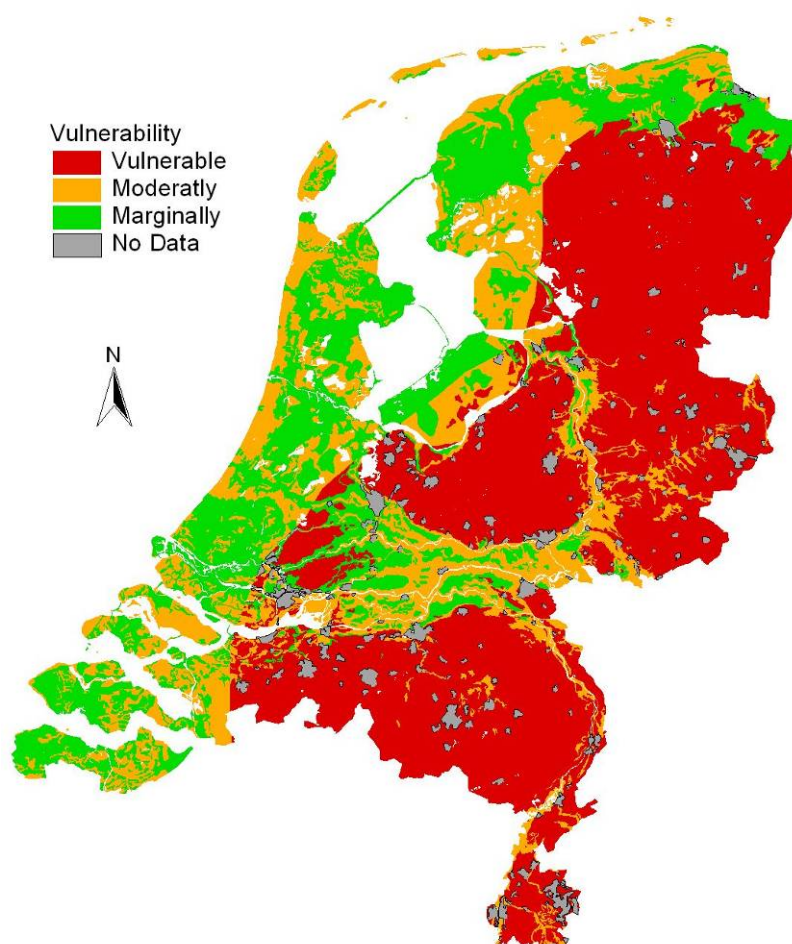 Vulnerability
Vulnerable
Moderatly
Marginally
No Data
N